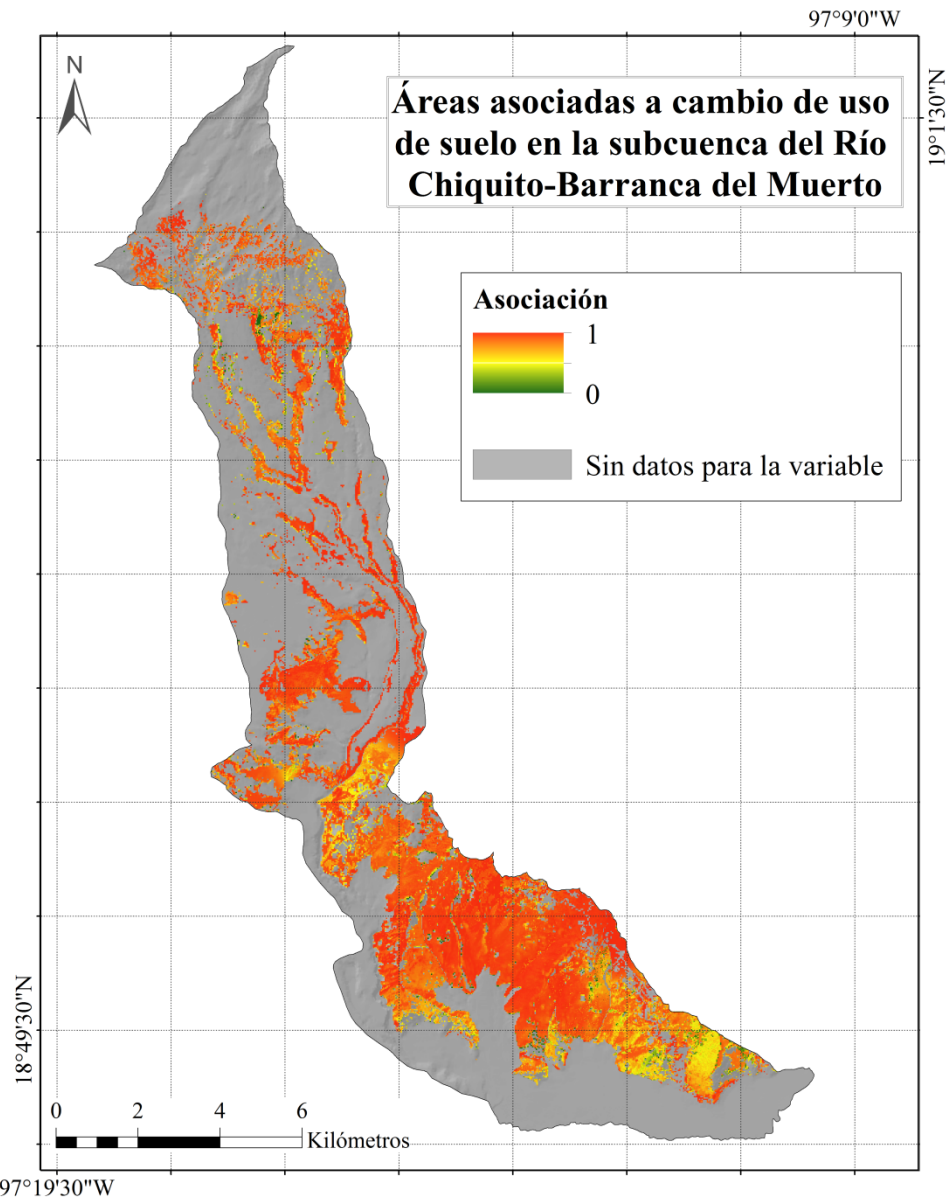 97°9'0"W
N
19°1'30"N
Áreas asociadas a cambio de uso
de suelo en la subcuenca del Río
Chiquito-Barranca del Muerto
Asociación
1
0
Sin datos para la variable
18°49'30"N
0 2 4 6
Kilómetros
97°19'30"W